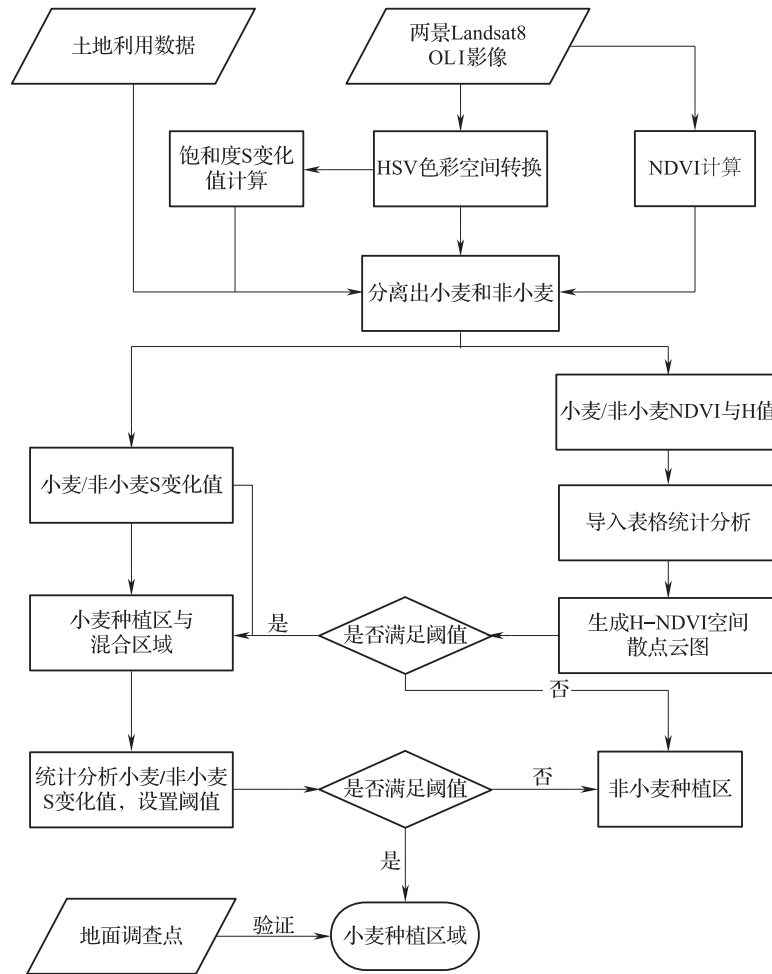 土地利用数据
两景Landsat8
OLI影像
饱和度S变化
值计算
HSV色彩空间转换
NDVI计算
分离出小麦和非小麦
小麦/非小麦NDVI与H值
小麦/非小麦S变化值
导入表格统计分析
小麦种植区与
混合区域
是
是否满足阈值
生成H-NDVI空间
散点云图
否
统计分析小麦/非小麦
S变化值，设置阈值
是否满足阈值
否
非小麦种植区
是
地面调查点
验证
小麦种植区域